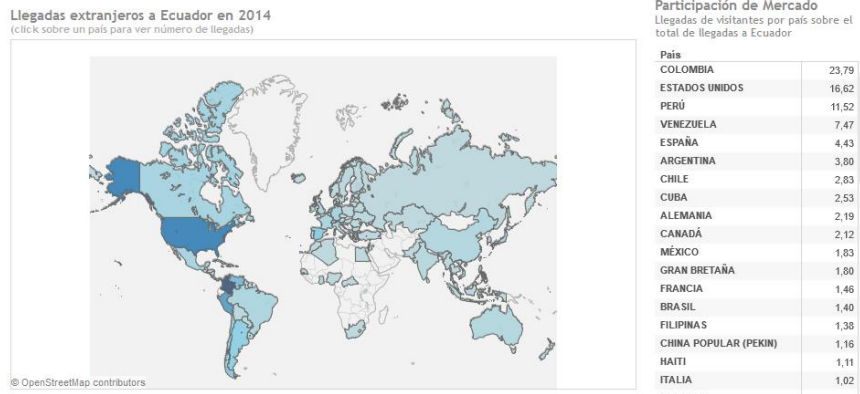 Llegadas extranjeros a Ecuador en 2014
(click sobre un país para ver número de llegadas)
© OpenStreetMap contributors
Participación de Mercado
Llegadas de visitantes por país sobre el
total de llegadas a Ecuador
País
COLOMBIA 23,79
ESTADOS UNIDOS 16,62
PERÚ 11,52
VENEZUELA 7,47
ESPAÑA 4,43
ARGENTINA 3,80
CHILE 2,83
CUBA 2,53
ALEMANIA 2,19
CANADÁ 2,12
MÉXICO 1,83
GRAN BRETAÑA 1,80
FRANCIA 1,46
BRASIL 1,40
FILIPINAS 1,38
CHINA POPULAR (PEKIN) 1,16
HAITI 1,11
ITALIA 1,02